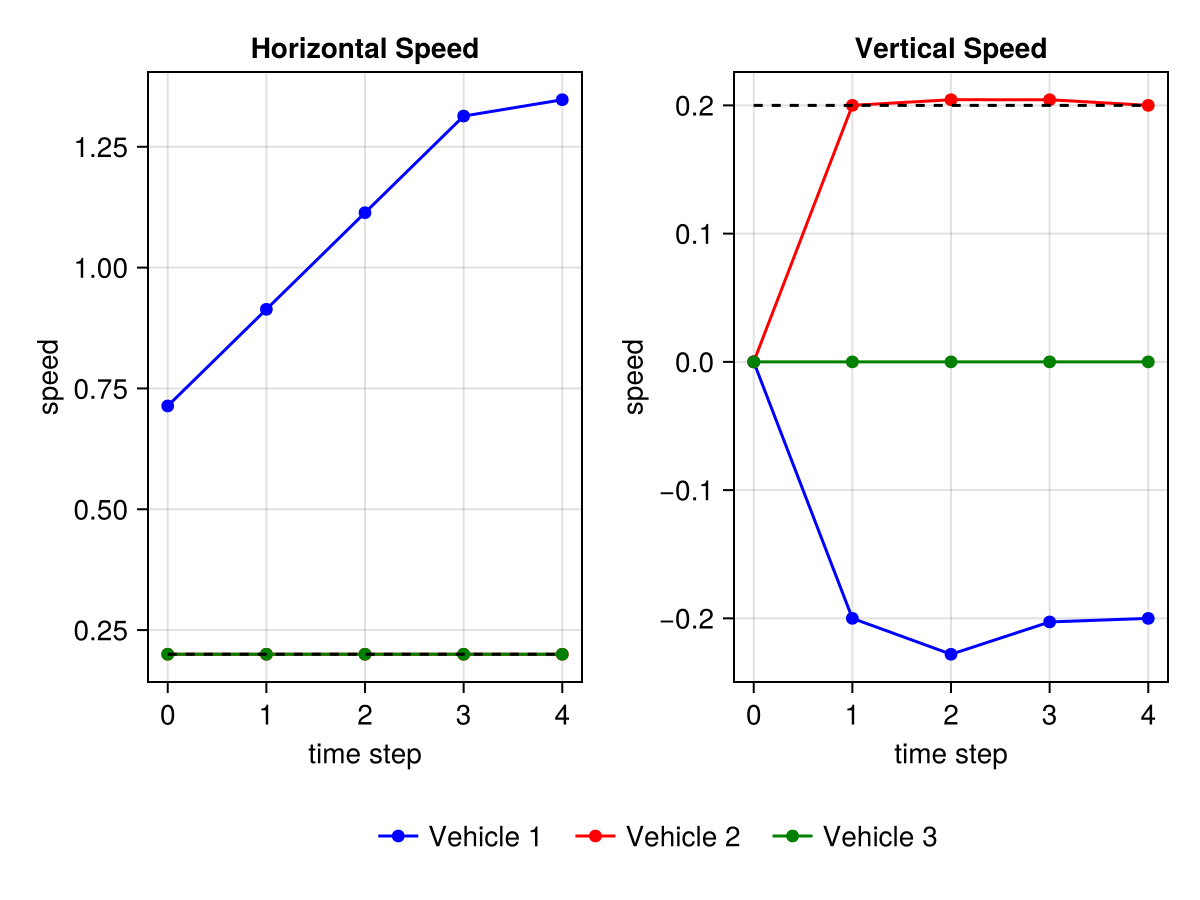 Horizontal Speed
1.25
1.00
0.75
0.50
0.25
speed
0 1 2 3 4
time step
Vertical Speed
0.2
0.1
0.0
−0.1
−0.2
speed
0 1 2 3 4
time step
Vehicle 1 Vehicle 2 Vehicle 3